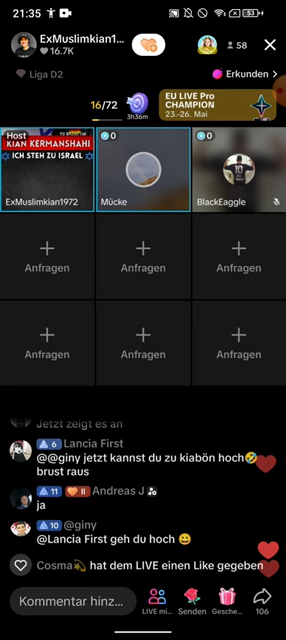 21:35
ExMuslimkian1...
16.7K
58
Liga D2
Erkunden >
16/72
3h36m
EU LIVE Pro
CHAMPION
23.-26. Mai
Host
KIAN KERMANSHAHI
ICH STEH ZU ISRAEL
ExMuslimkian1972
0
Mücke
0
10
BlackEaggle
Anfragen
Anfragen
Anfragen
Anfragen
Anfragen
Anfragen
Jetzt zeigt es an
6 Lancia First
@@giny jetzt kannst du zu kiabön hoch🤣
brust raus
11 II Andreas J
ja
10 @giny
@Lancia First geh du hoch 😀
Cosma💫 hat dem LIVE einen Like gegeben
Kommentar hinz...
LIVE mi...
Senden
Gesche...
106